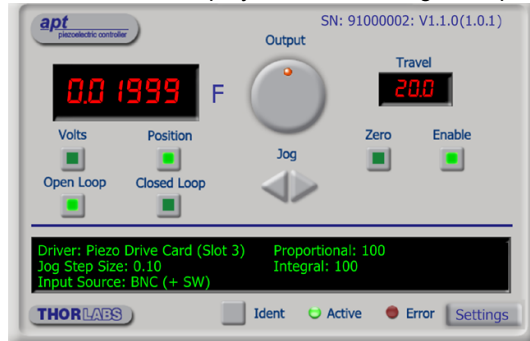 apt
piezoelectric controller
SN: 91000002: V1.1.0(1.0.1)
Output
Travel
0.01999 F
20.0
Volts Position
Zero Enable
Jog
Open Loop Closed Loop
Driver: Piezo Drive Card (Slot 3) Proportional: 100
Jog Step Size: 0.10 Integral: 100
Input Source: BNC (+ SW)
THORLABS Ident Active Error Settings